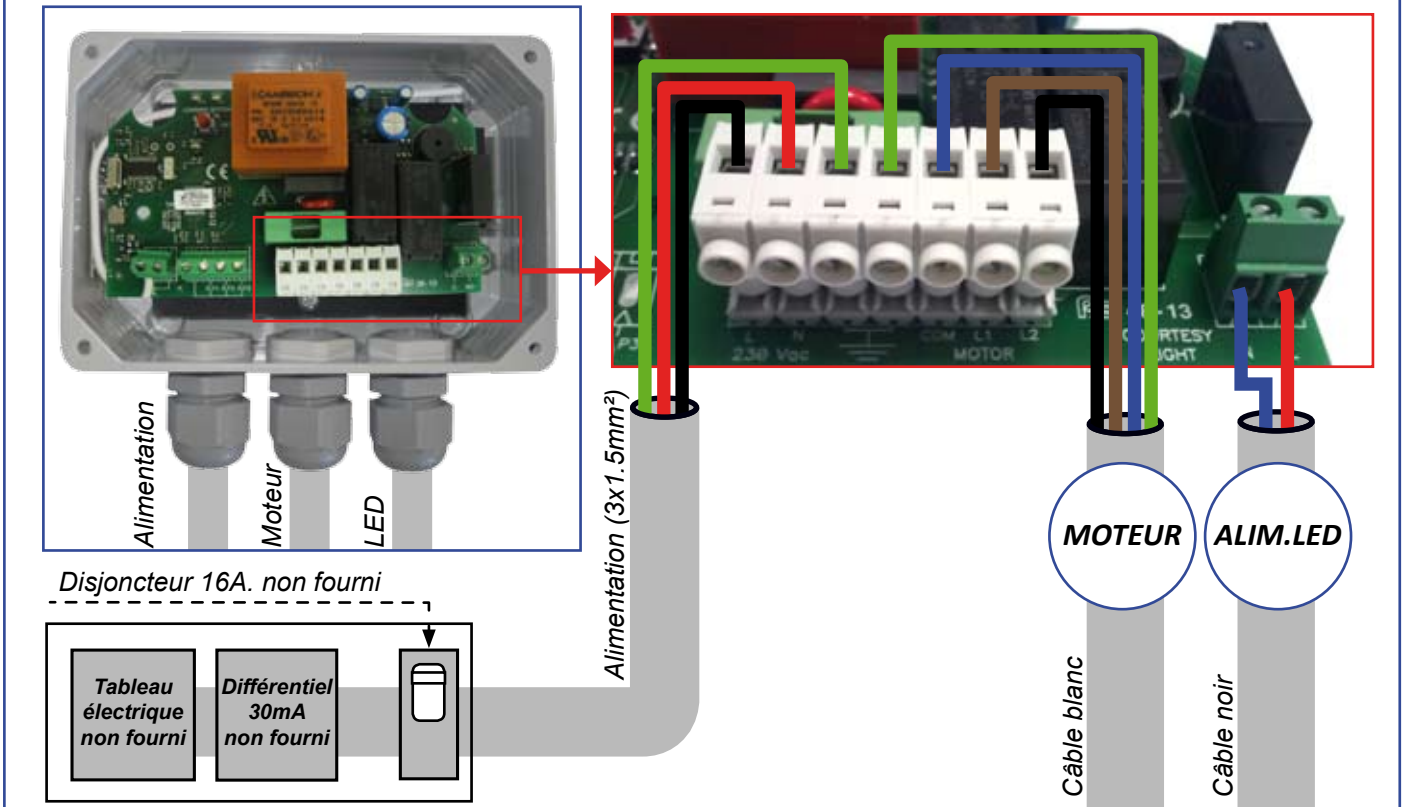 Alimentation
Moteur
LED
L N COM L1 L2
230 Vac MOTOR
Alimentation (3x1.5mm²)
MOTEUR
ALIM.LED
Câble blanc
Câble noir
Disjoncteur 16A. non fourni
Tableau
électrique
non fourni
Différentiel
30mA
non fourni